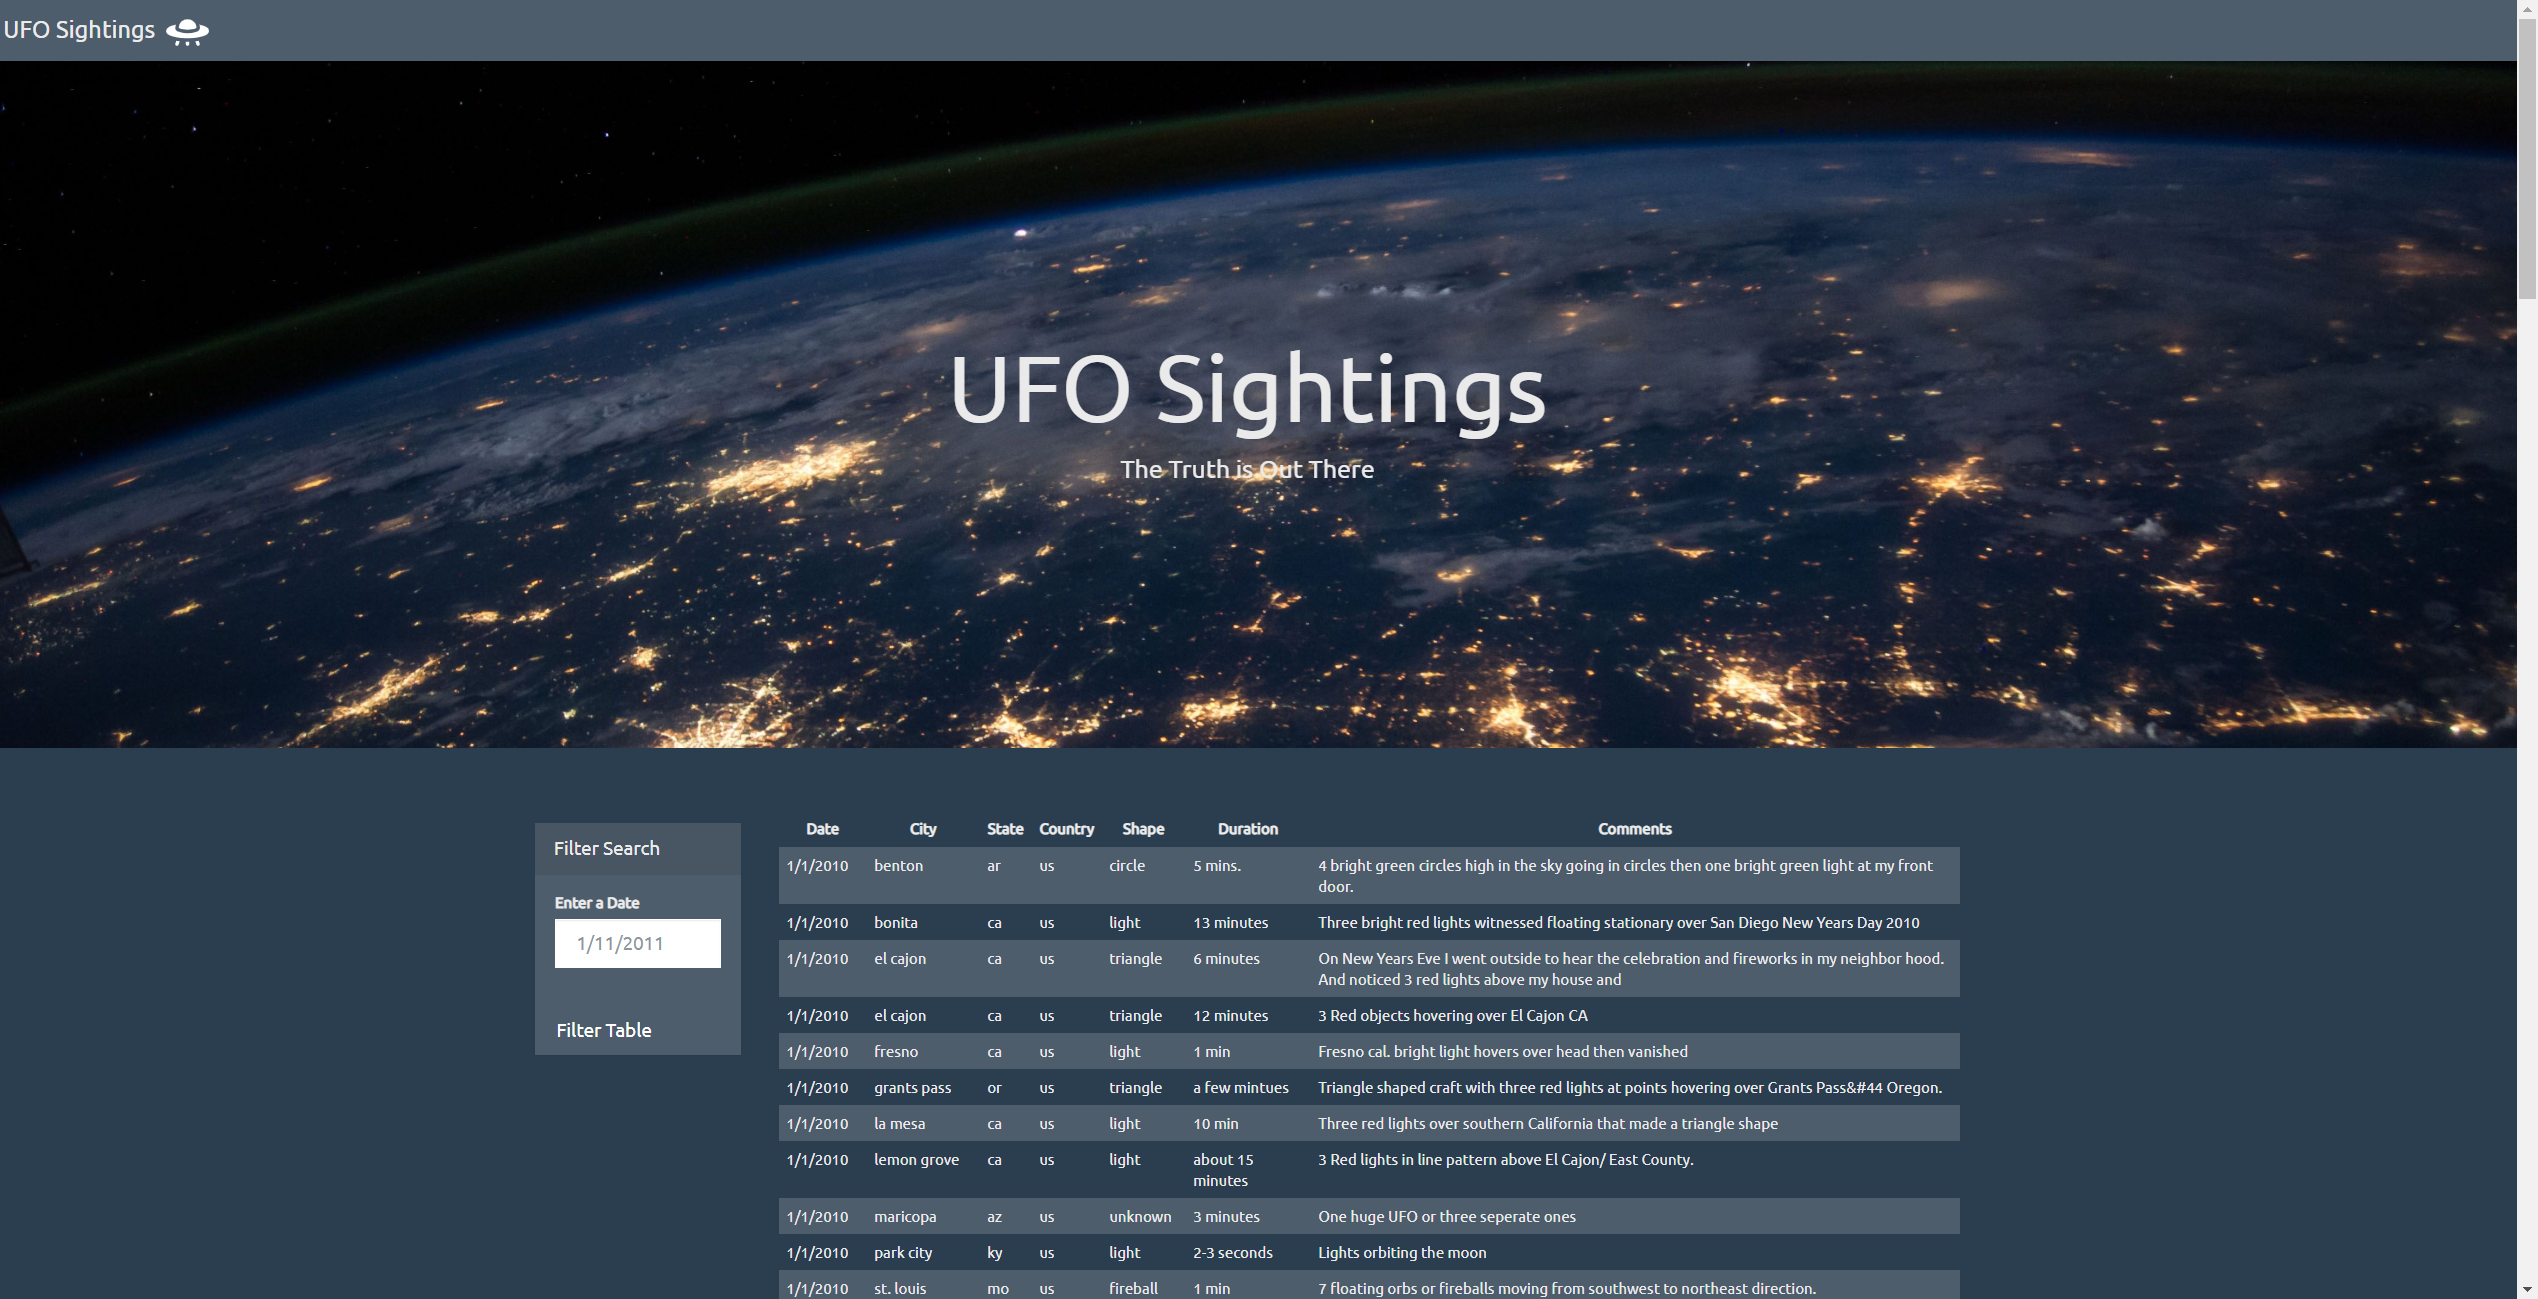 UFO Sightings
UFO Sightings
The Truth is Out There
Filter Search
Enter a Date
1/11/2011
Filter Table
Date City State Country Shape Duration Comments
1/1/2010 benton ar us circle 5 mins. 4 bright green circles high in the sky going in circles then one bright green light at my front
door.
1/1/2010 bonita ca us light 13 minutes Three bright red lights witnessed floating stationary over San Diego New Years Day 2010
1/1/2010 el cajon ca us triangle 6 minutes On New Years Eve I went outside to hear the celebration and fireworks in my neighbor hood.
And noticed 3 red lights above my house and
1/1/2010 el cajon ca us triangle 12 minutes 3 Red objects hovering over El Cajon CA
1/1/2010 fresno ca us light 1 min Fresno cal. bright light hovers over head then vanished
1/1/2010 grants pass or us triangle a few mintues Triangle shaped craft with three red lights at points hovering over Grants Pass&#44 Oregon.
1/1/2010 la mesa ca us light 10 min Three red lights over southern California that made a triangle shape
1/1/2010 lemon grove ca us light about 15 3 Red lights in line pattern above El Cajon/ East County.
minutes
1/1/2010 maricopa az us unknown 3 minutes One huge UFO or three seperate ones
1/1/2010 park city ky us light 2-3 seconds Lights orbiting the moon
1/1/2010 st. louis mo us fireball 1 min 7 floating orbs or fireballs moving from southwest to northeast direction.